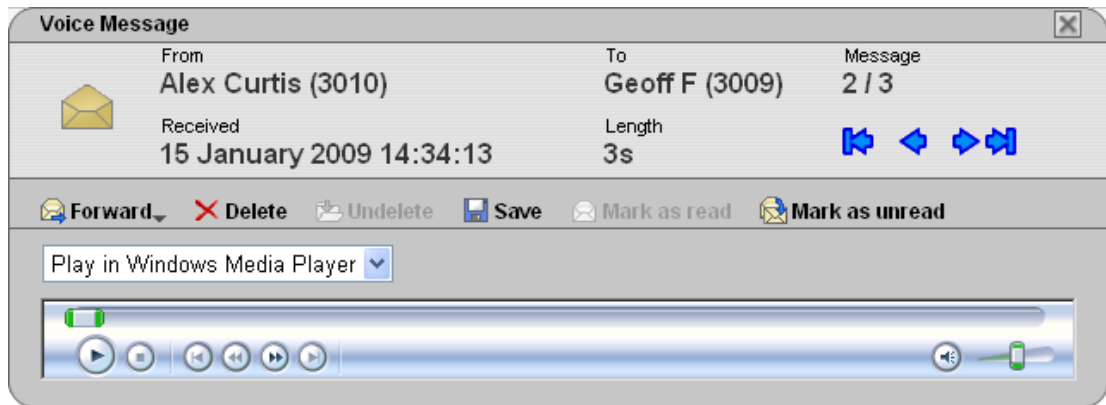 Voice Message
From To Message
Alex Curtis (3010) Geoff F (3009) 2 / 3
Received Length
15 January 2009 14:34:13 3s
Forward Delete Undelete Save Mark as read Mark as unread
Play in Windows Media Player